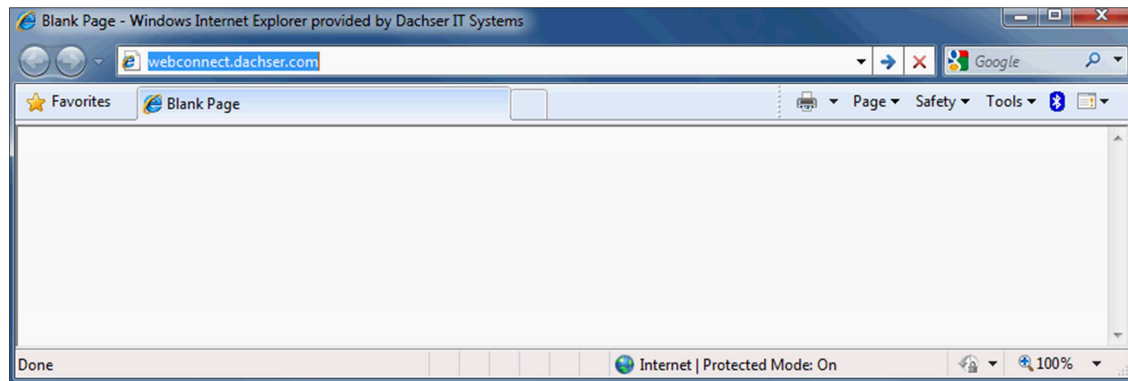 Blank Page - Windows Internet Explorer provided by Dachser IT Systems
webconnect.dachser.com Google
Favorites Blank Page Page Safety Tools
Done Internet | Protected Mode: On 100%